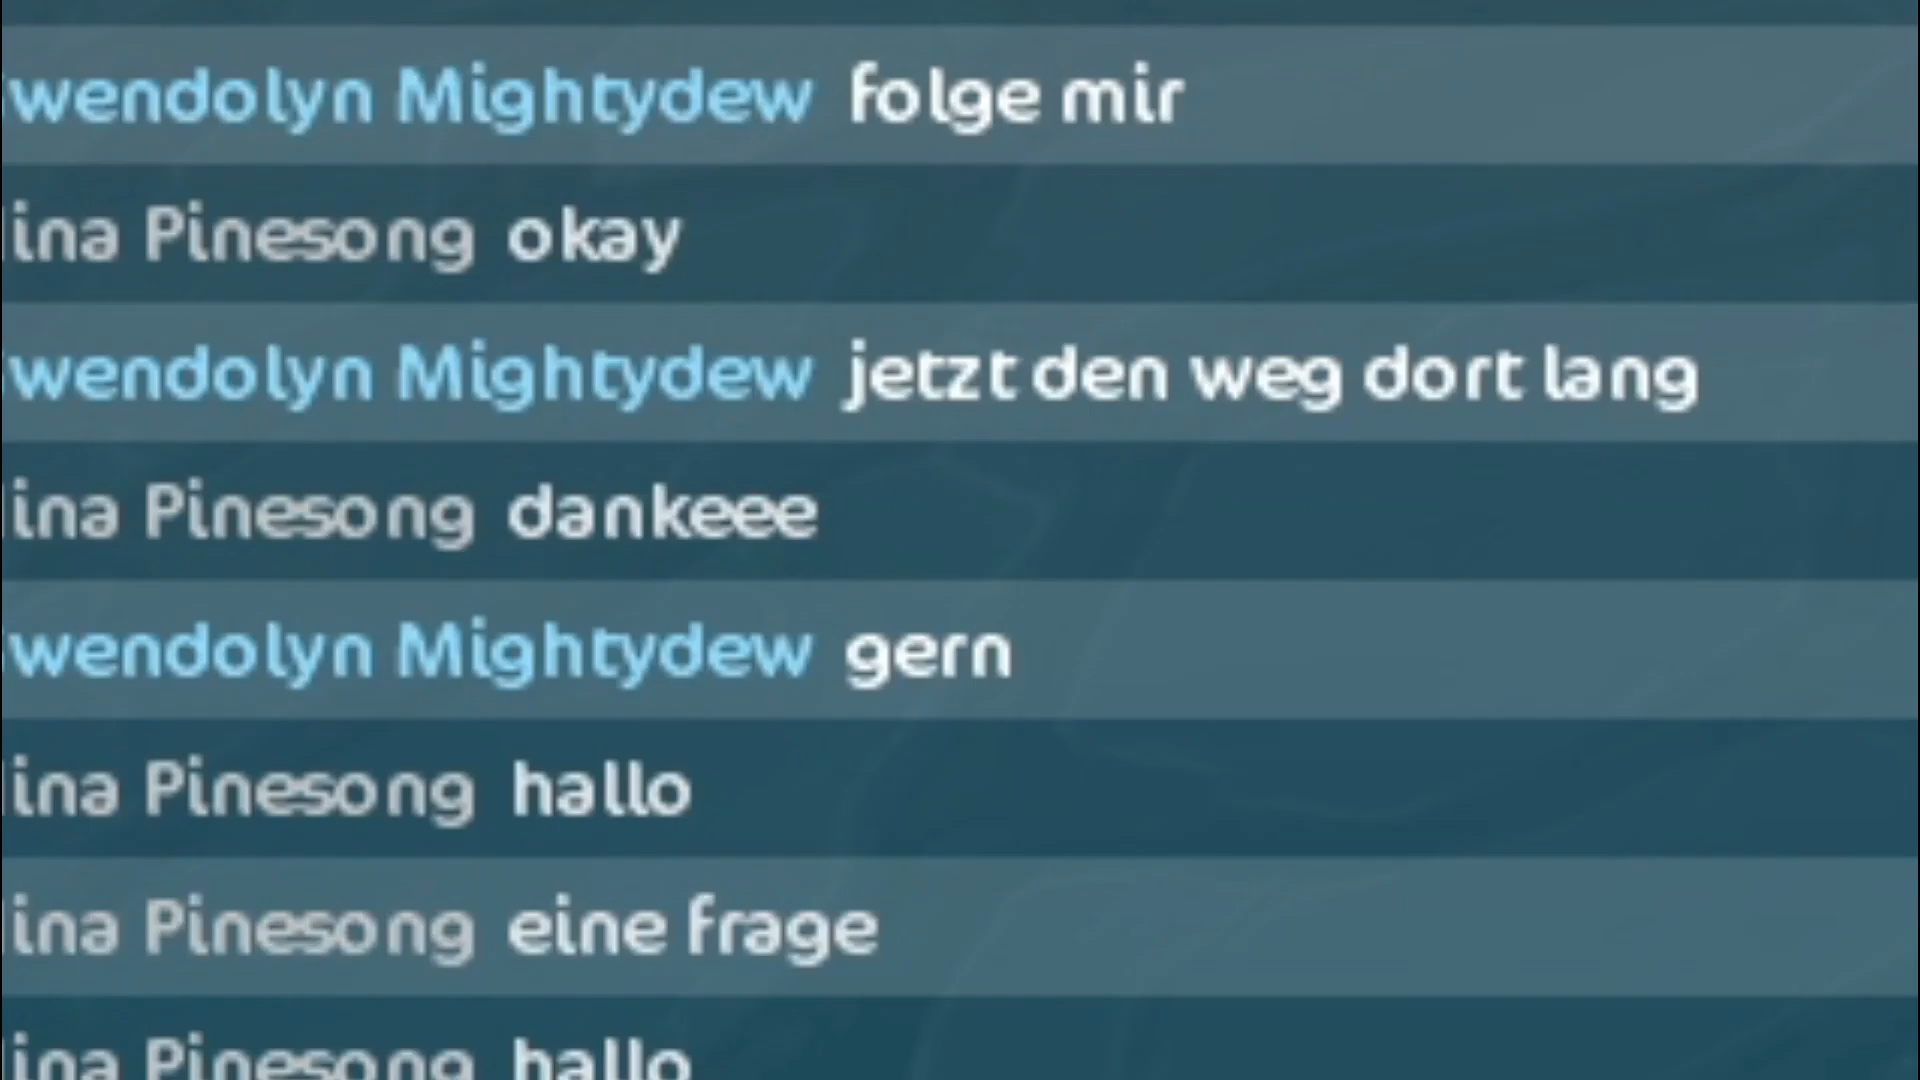 wendolyn Mightydew folge mir
ina Pinesong okay
wendolyn Mightydew jetzt den weg dort lang
ina Pinesong dankeee
wendolyn Mightydew gern
ina Pinesong hallo
ina Pinesong eine frage
ina Pinesong hallo